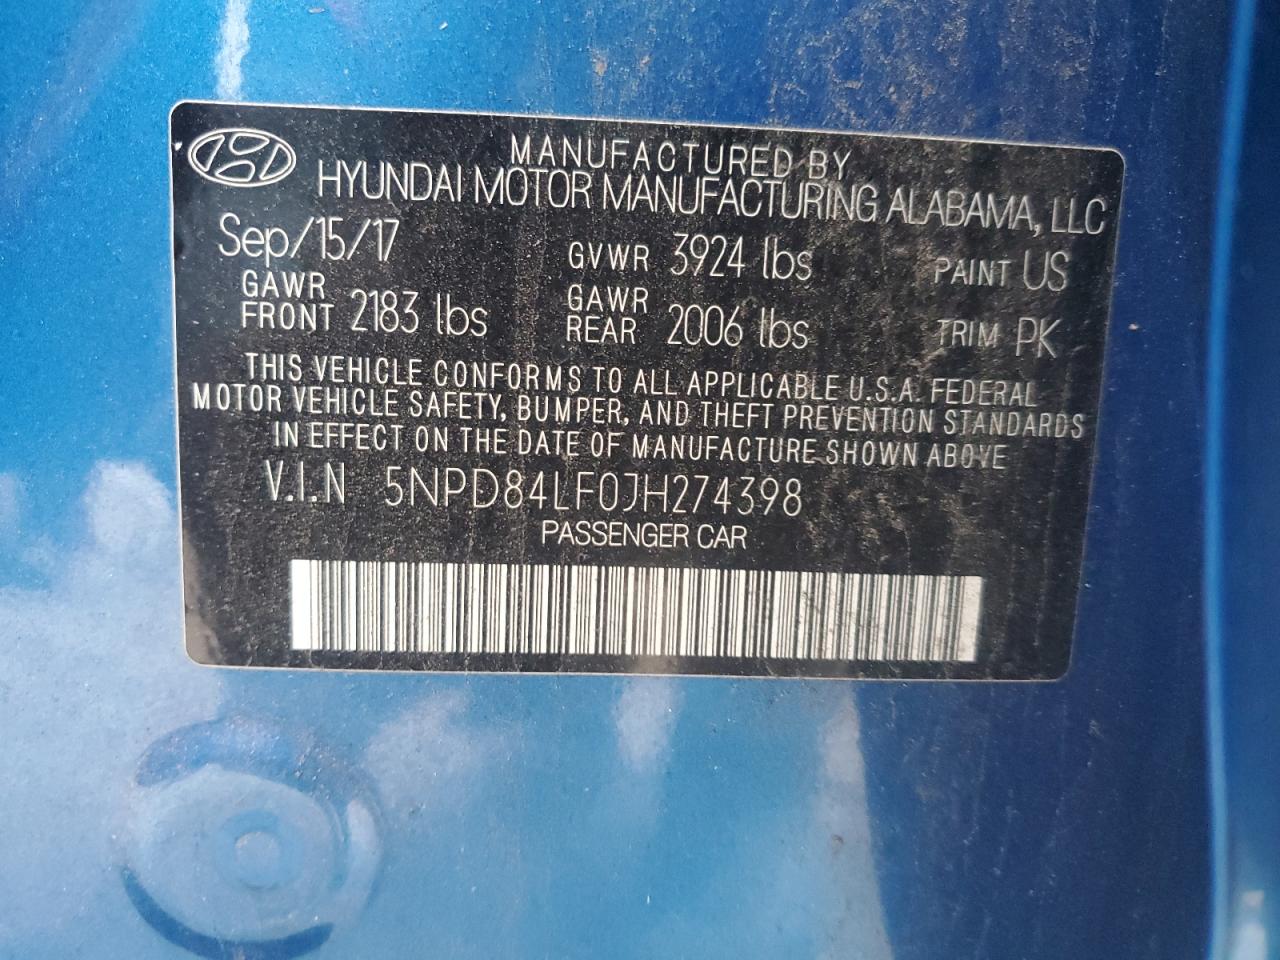 MANUFACTURED BY
HYUNDAI MOTOR MANUFACTURING ALABAMA, LLC
Sep/15/17 GVWR 3924 lbs PAINT US
GAWR FRONT 2183 lbs GAWR REAR 2006 lbs TRIM PK
THIS VEHICLE CONFORMS TO ALL APPLICABLE U.S.A. FEDERAL
MOTOR VEHICLE SAFETY, BUMPER, AND THEFT PREVENTION STANDARDS
IN EFFECT ON THE DATE OF MANUFACTURE SHOWN ABOVE
V.I.N 5NPD84LF0JH274398
PASSENGER CAR